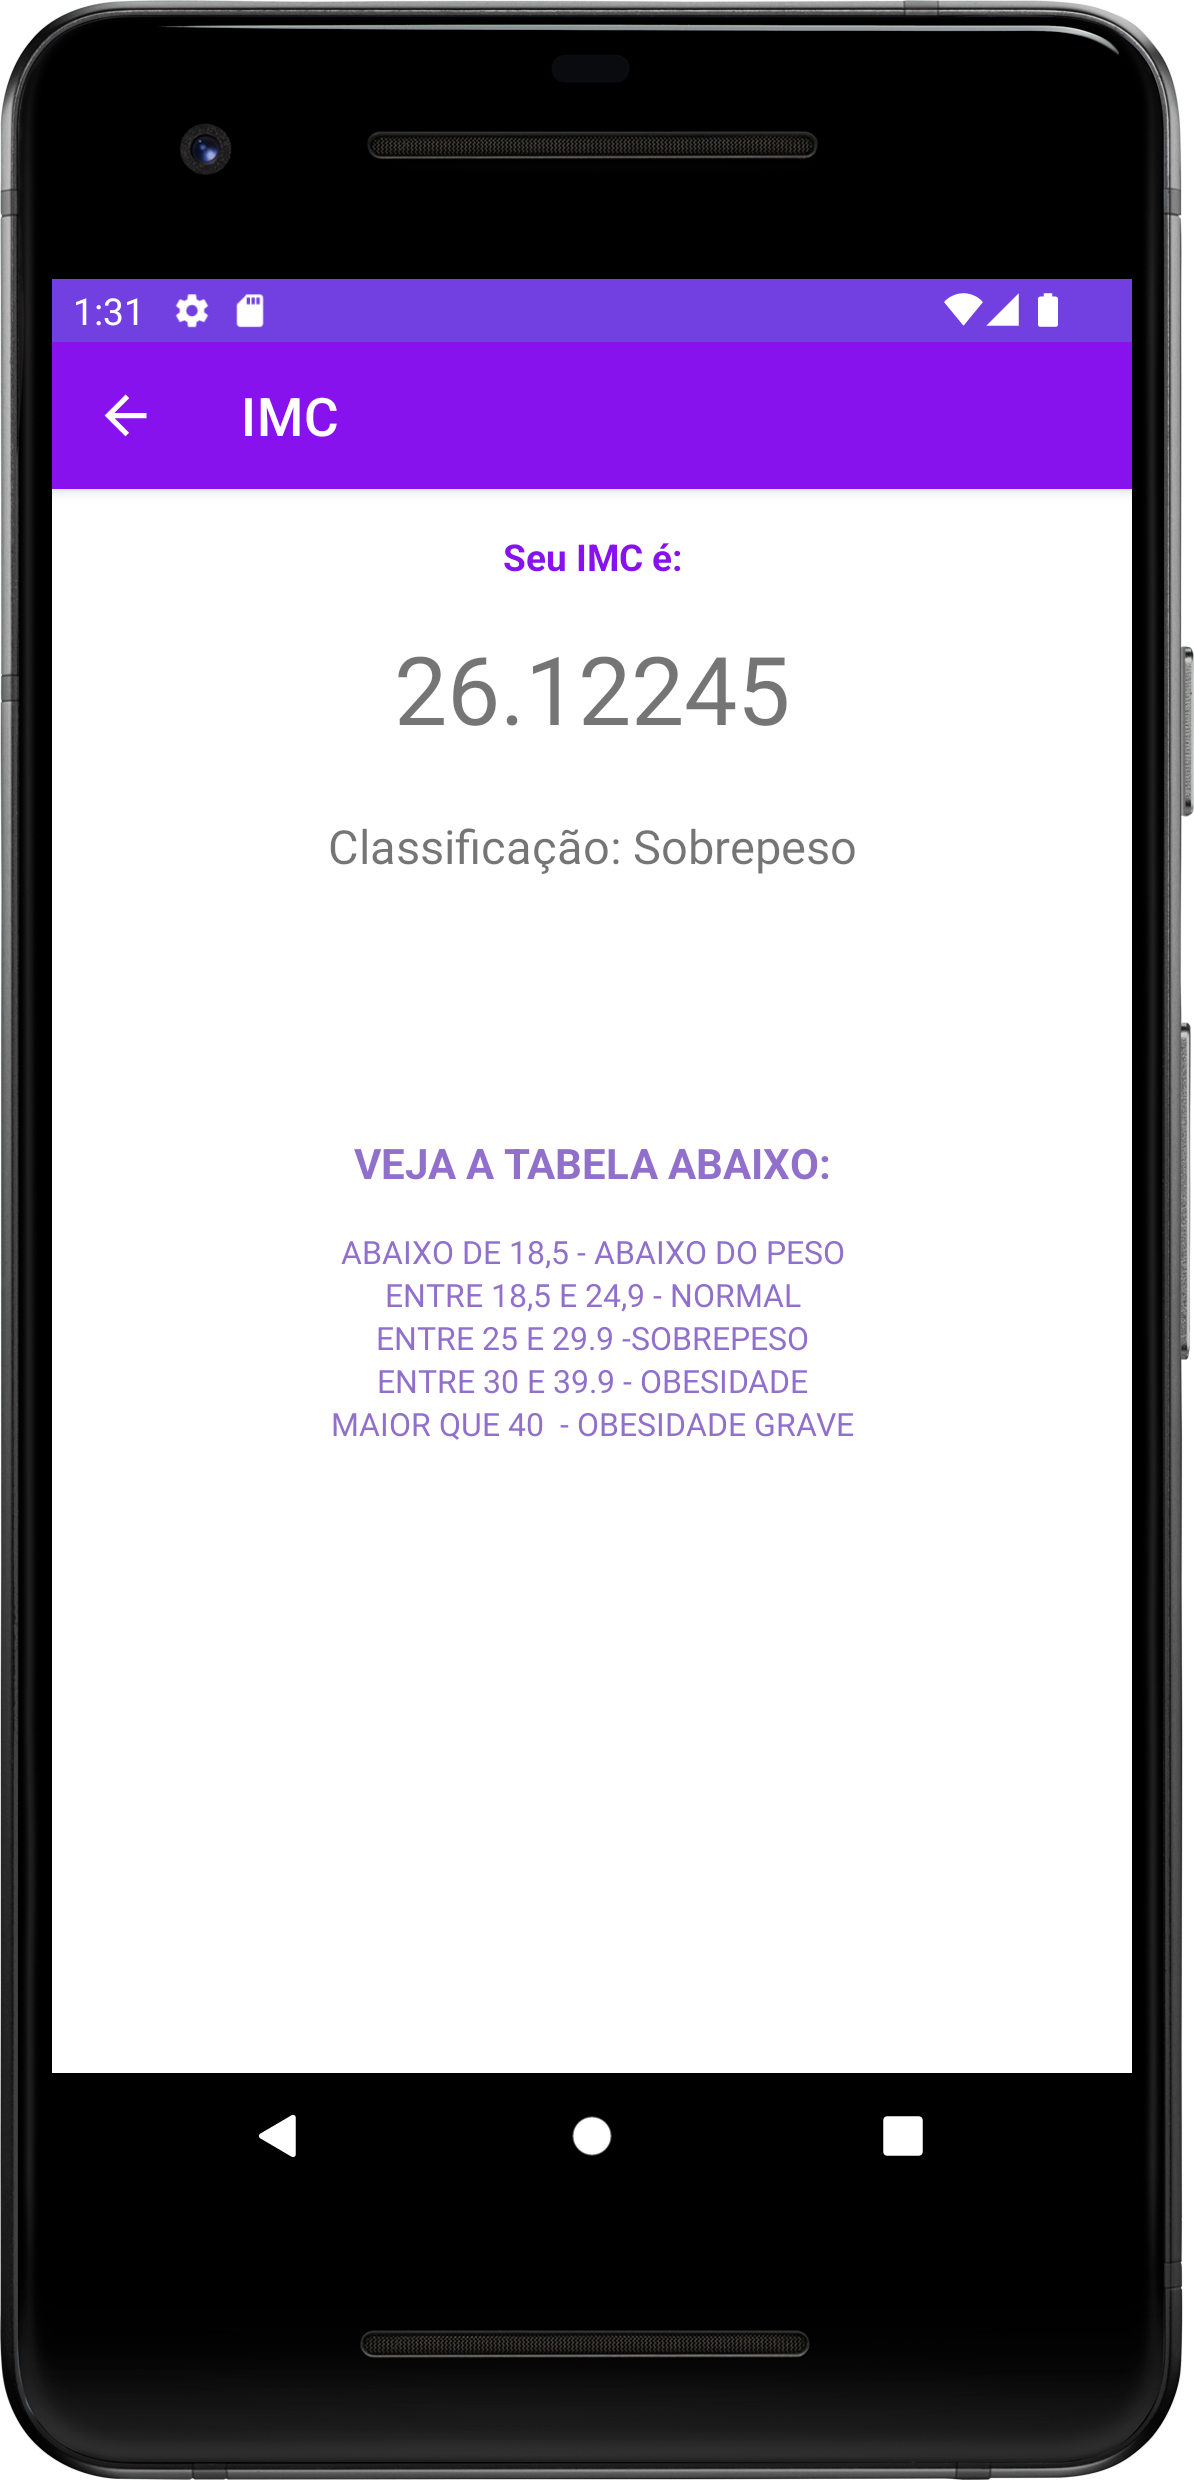 1:31
IMC
Seu IMC é:
26.12245
Classificação: Sobrepeso
VEJA A TABELA ABAIXO:
ABAIXO DE 18,5 - ABAIXO DO PESO
ENTRE 18,5 E 24,9 - NORMAL
ENTRE 25 E 29.9 -SOBREPESO
ENTRE 30 E 39.9 - OBESIDADE
MAIOR QUE 40  - OBESIDADE GRAVE